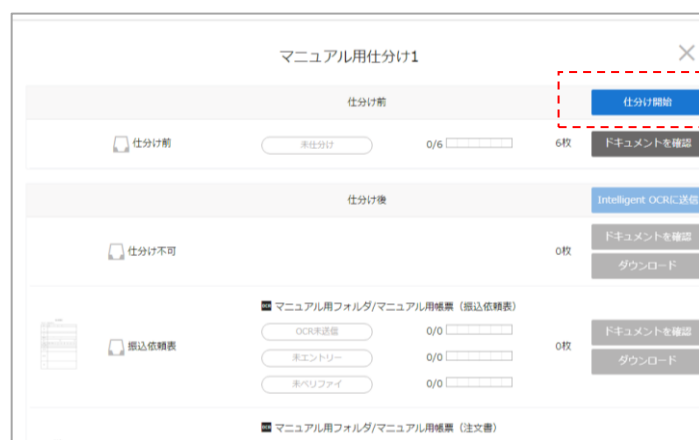 マニュアル用仕分け1
仕分け前
仕分け開始
仕分け前
未仕分け
0/6
6枚
ドキュメントを確認
仕分け後
Intelligent OCRに送信
仕分け不可
0枚
ドキュメントを確認
ダウンロード
OCR マニュアル用フォルダ/マニュアル用帳票（振込依頼表）
振込依頼表
OCR未送信
0/0
未エントリー
0/0
未ベリファイ
0/0
0枚
ドキュメントを確認
ダウンロード
OCR マニュアル用フォルダ/マニュアル用帳票（注文書）